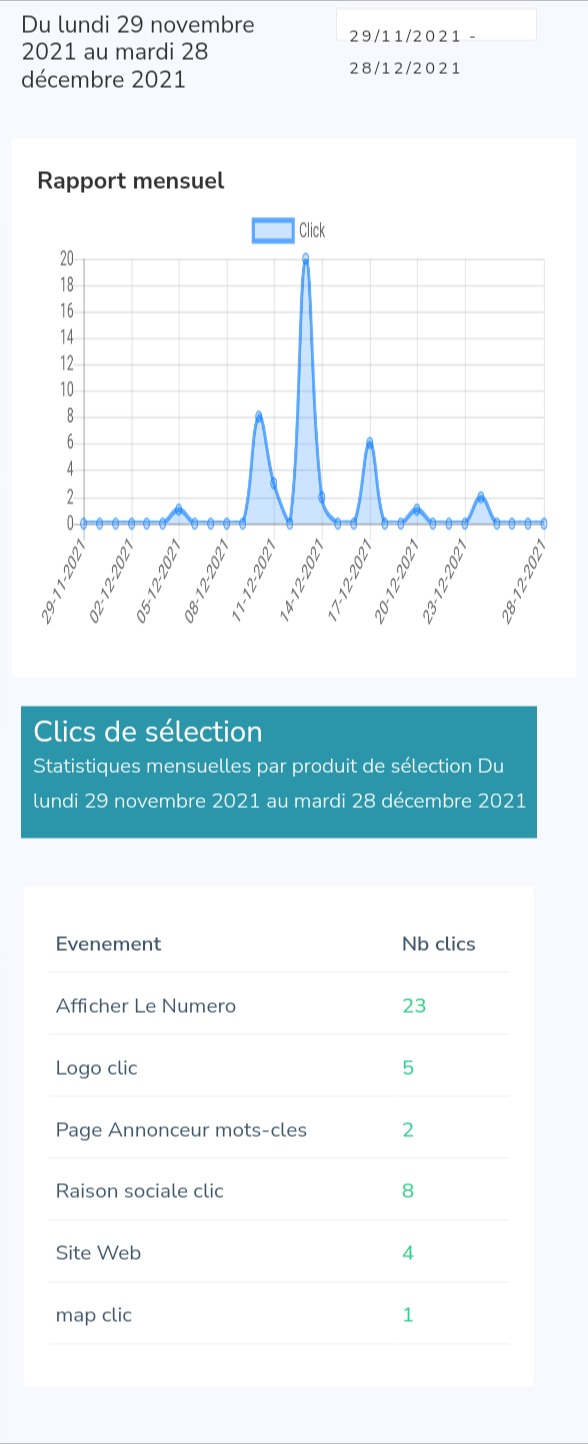 Du lundi 29 novembre
2021 au mardi 28
décembre 2021
29/11/2021 -
28/12/2021
Rapport mensuel
Click
20
18
16
14
12
10
8
6
4
2
0
29-11-2021
02-12-2021
05-12-2021
08-12-2021
11-12-2021
14-12-2021
17-12-2021
20-12-2021
23-12-2021
28-12-2021
Clics de sélection
Statistiques mensuelles par produit de sélection Du
lundi 29 novembre 2021 au mardi 28 décembre 2021
Evenement Nb clics
Afficher Le Numero 23
Logo clic 5
Page Annonceur mots-cles 2
Raison sociale clic 8
Site Web 4
map clic 1